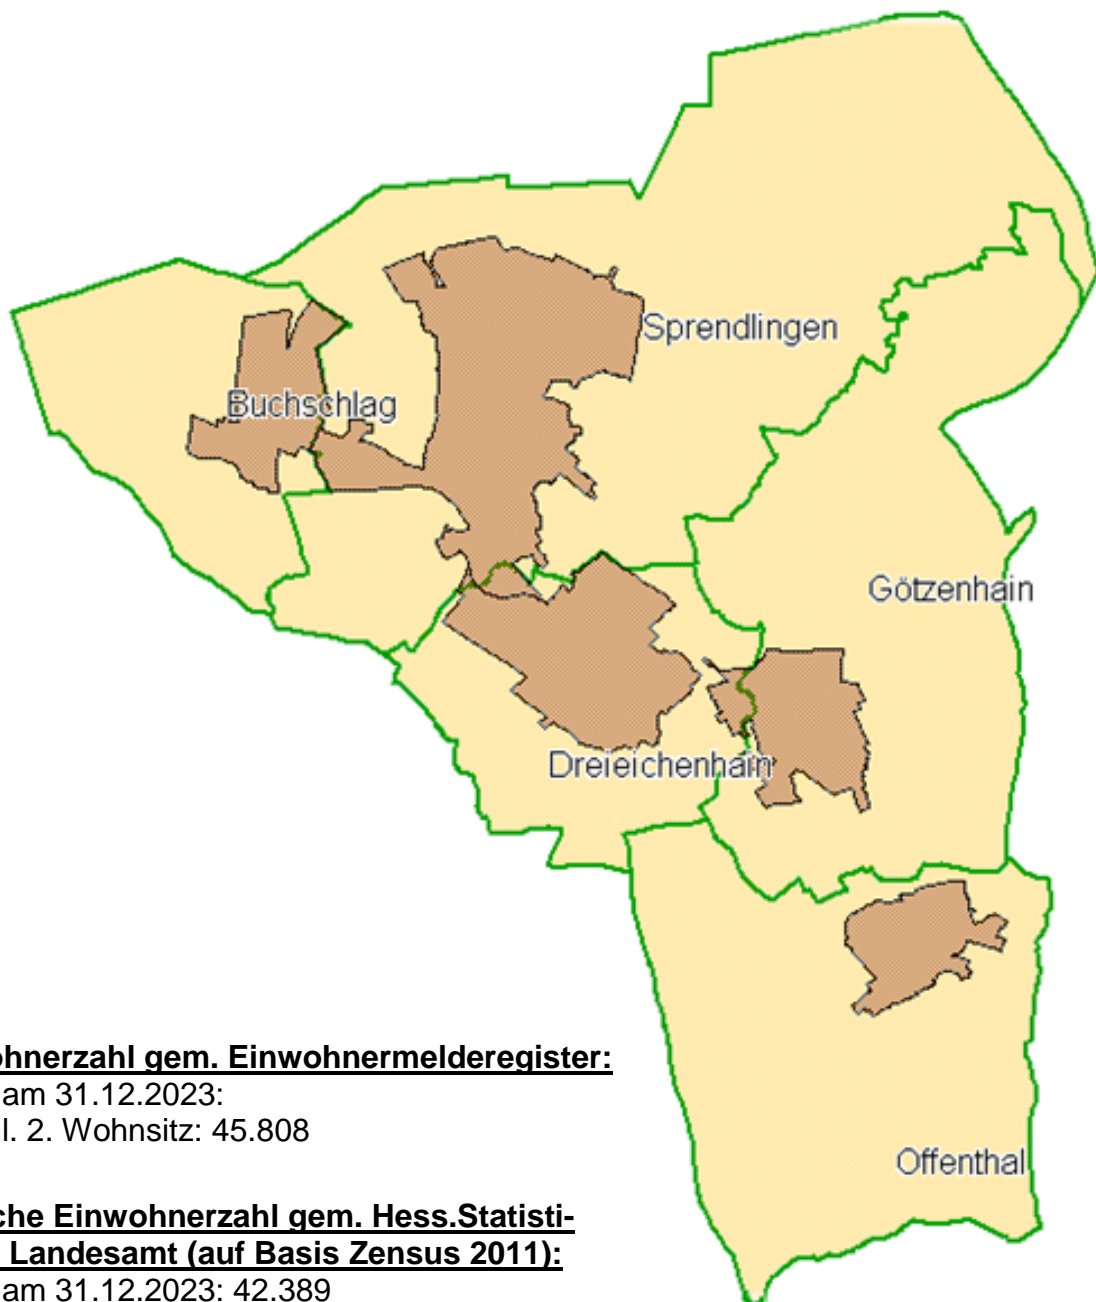 Sprendlingen
Buchschlag
Götzenhain
Dreieichenhain
ohnerzahl gem. Einwohnermelderegister:
am 31.12.2023:
l. 2. Wohnsitz: 45.808
Offenthal
che Einwohnerzahl gem. Hess.Statisti-
Landesamt (auf Basis Zensus 2011):
am 31.12.2023: 42.389